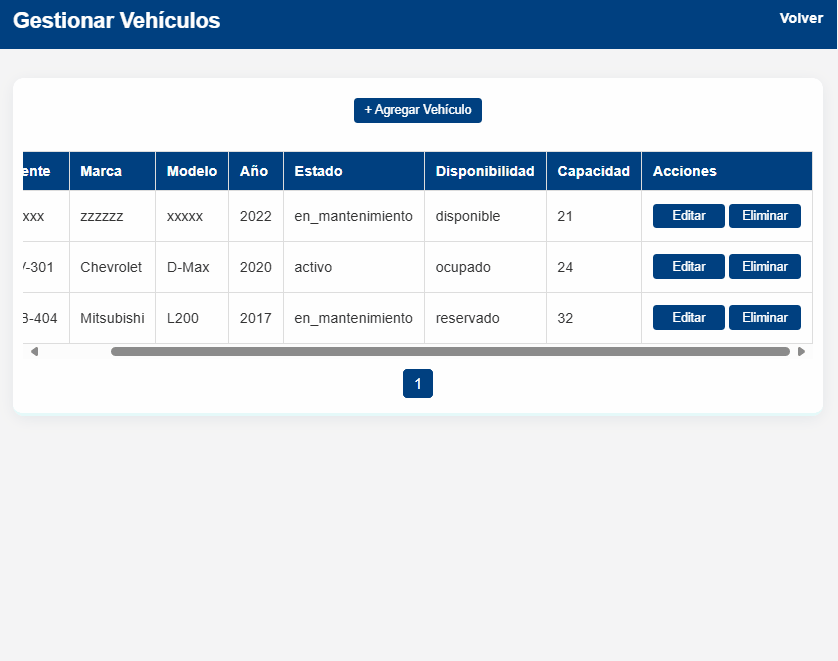 Gestionar Vehículos
Volver
+ Agregar Vehículo
ente Marca Modelo Año Estado Disponibilidad Capacidad Acciones
xxx zzzzzz xxxxx 2022 en_mantenimiento disponible 21 Editar Eliminar
-301 Chevrolet D-Max 2020 activo ocupado 24 Editar Eliminar
-404 Mitsubishi L200 2017 en_mantenimiento reservado 32 Editar Eliminar
1